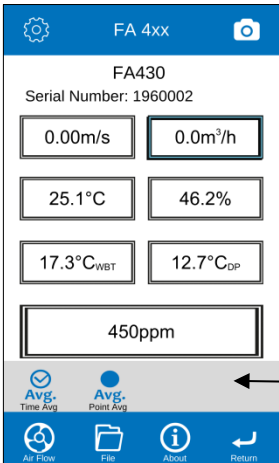 FA 4xx
FA430
Serial Number: 1960002
0.00m/s 0.0m³/h
25.1°C 46.2%
17.3°CWBT 12.7°CDP
450ppm
Avg. Avg.
Time Avg Point Avg
Air Flow File About Return